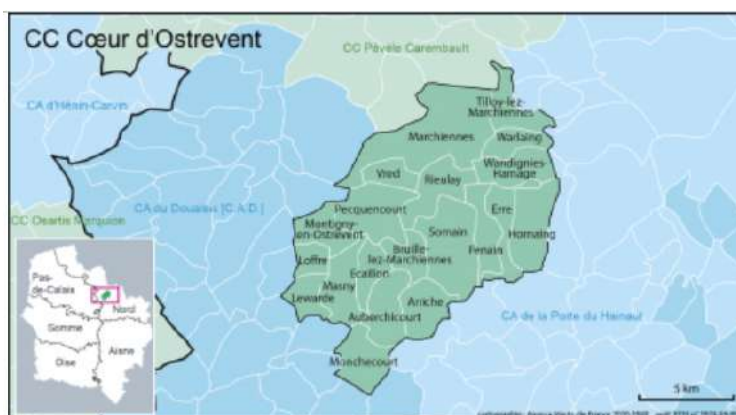 CC Cœur d'Ostrevent
CC Pévèle Carembault
CA d'Hénin-Carvin
Tilloy-lez-
Marchiennes
Marchiennes
Warlaing
Wandignies-
Hamage
Vred
Rieulay
CA du Douaisis (C.A.D.)
Pecquencourt
Erre
CC Osartis Marquion
Montigny-
en-Ostrevent
Somain
Hornaing
Bruille-
lez-Marchiennes
Fenain
Loffre
Ecaillon
Masny
Lewarde
Aniche
Auberchicourt
CA de la Porte du Hainaut
Monchecourt
Pas-
de-Calais
Nord
Somme
Aisne
Oise
5 km